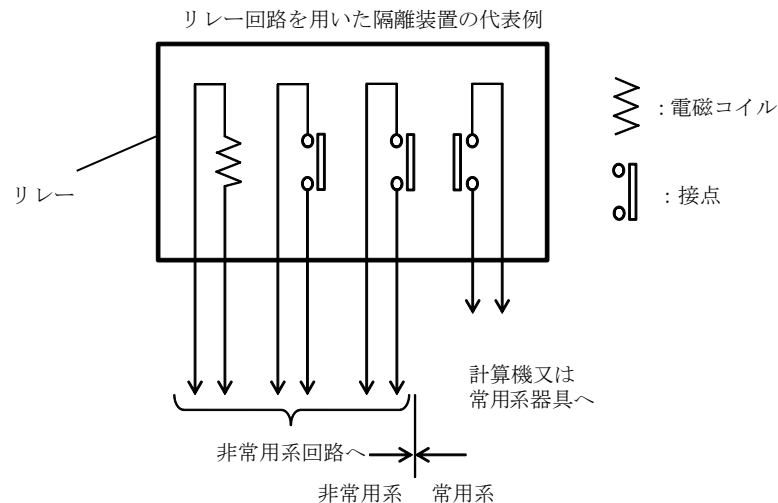 リレー回路を用いた隔離装置の代表例
：電磁コイル
リレー
：接点
計算機又は
常用系器具へ
非常用系回路へ
非常用系
常用系